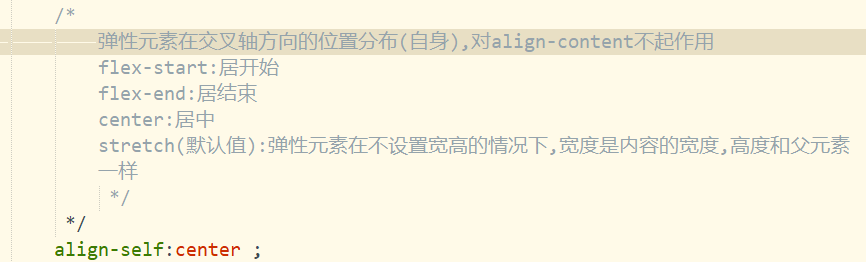 /*
弹性元素在交叉轴方向的位置分布(自身),对align-content不起作用
flex-start:居开始
flex-end:居结束
center:居中
stretch(默认值):弹性元素在不设置宽高的情况下,宽度是内容的宽度,高度和父元素
一样
*/
*/
align-self:center ;